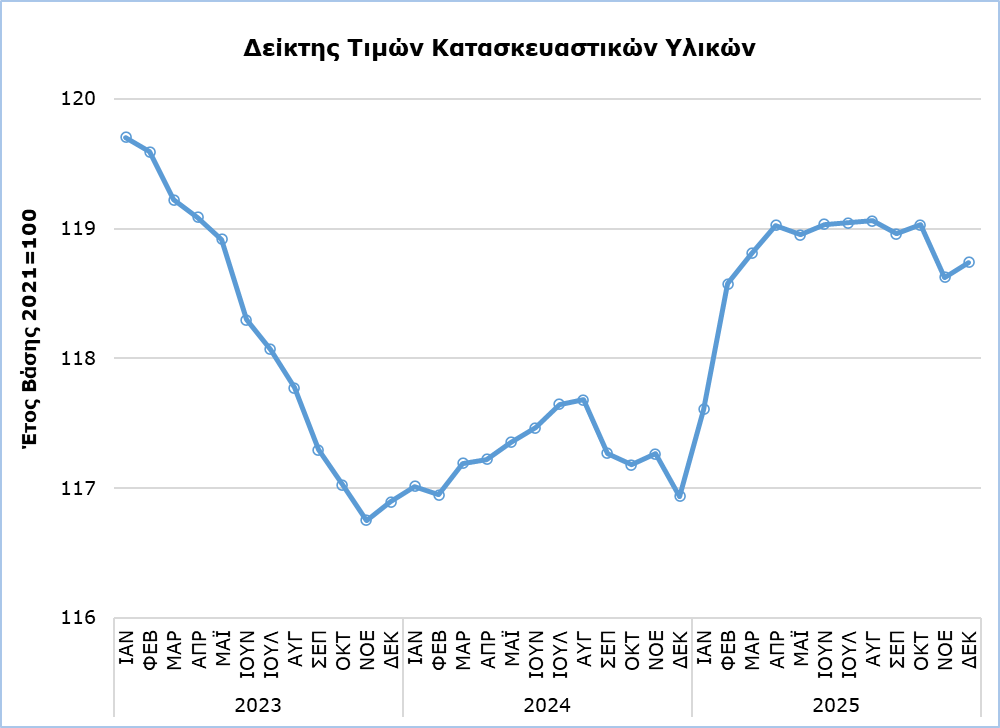 Δείκτης Τιμών Κατασκευαστικών Υλικών
Έτος Βάσης 2021=100
120
119
118
117
116
ΙΑΝ ΦΕΒ ΜΑΡ ΑΠΡ ΜΑΪ ΙΟΥΝ ΙΟΥΛ ΑΥΓ ΣΕΠ ΟΚΤ ΝΟΕ ΔΕΚ ΙΑΝ ΦΕΒ ΜΑΡ ΑΠΡ ΜΑΪ ΙΟΥΝ ΙΟΥΛ ΑΥΓ ΣΕΠ ΟΚΤ ΝΟΕ ΔΕΚ ΙΑΝ ΦΕΒ ΜΑΡ ΑΠΡ ΜΑΪ ΙΟΥΝ ΙΟΥΛ ΑΥΓ ΣΕΠ ΟΚΤ ΝΟΕ ΔΕΚ
2023 2024 2025